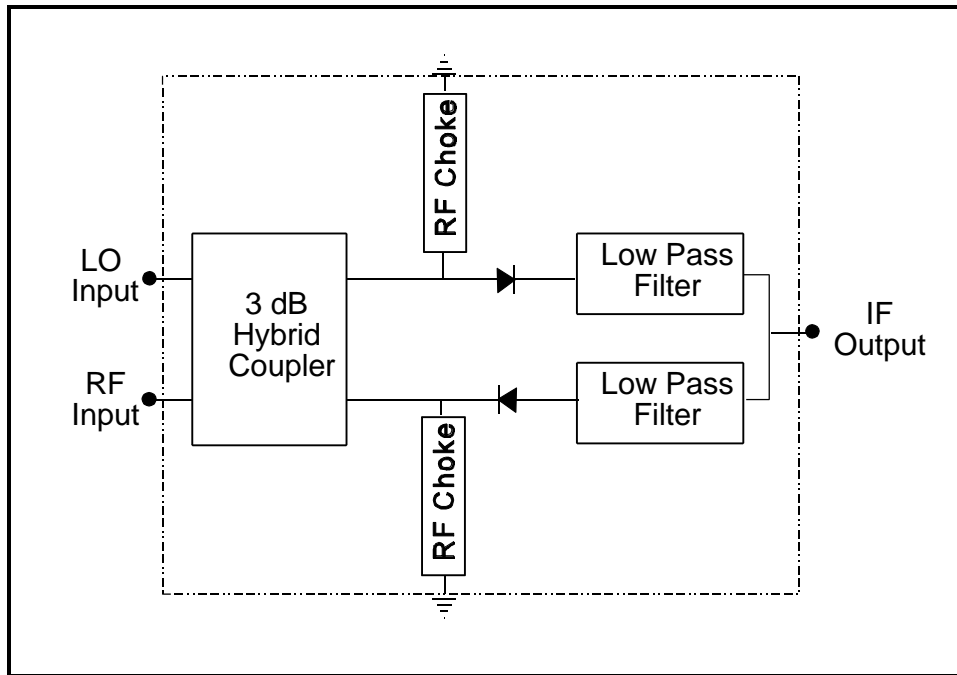 RF Choke
LO
Input
3 dB
Hybrid
Coupler
Low Pass
Filter
IF
Output
RF
Input
Low Pass
Filter
RF Choke